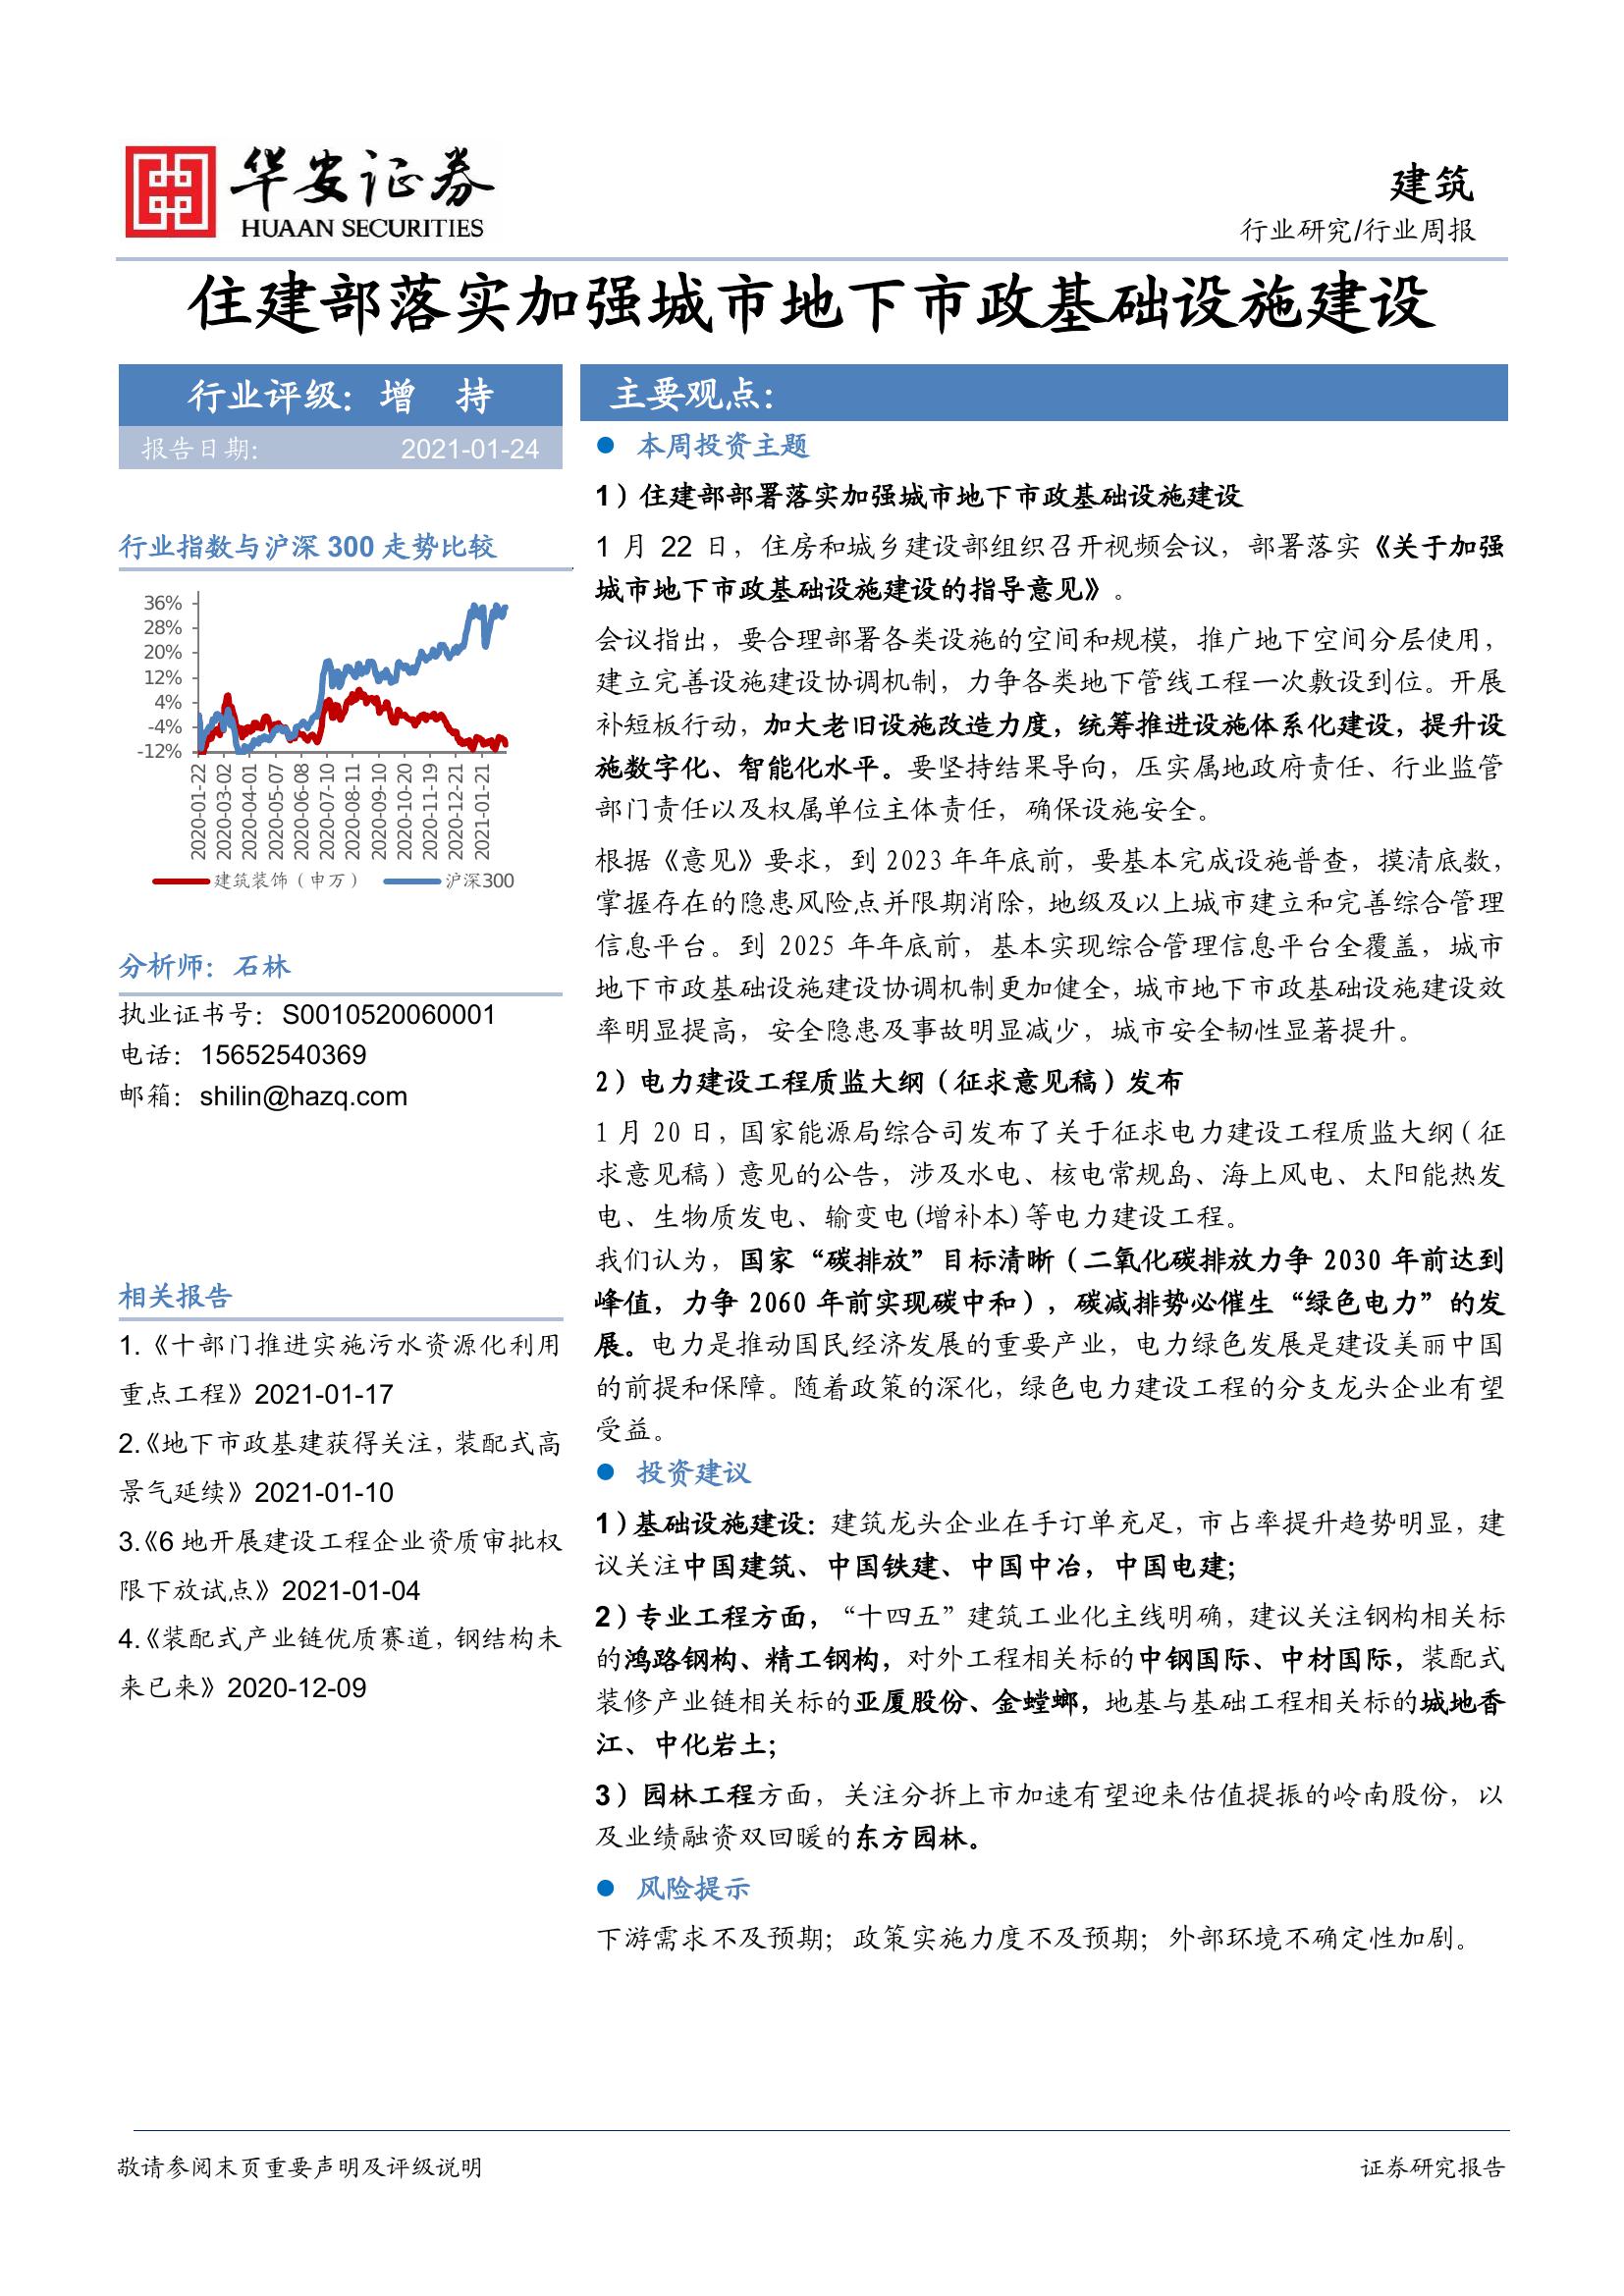 华安证券
HUAAN SECURITIES
建筑
行业研究/行业周报
住建部落实加强城市地下市政基础设施建设
行业评级：增 持
报告日期： 2021-01-24
行业指数与沪深 300 走势比较
36%
28%
20%
12%
4%
-4%
-12%
2020-01-22
2020-03-02
2020-04-01
2020-05-07
2020-06-08
2020-07-10
2020-08-11
2020-09-10
2020-10-20
2020-11-19
2020-12-21
2021-01-21
建筑装饰（申万） 沪深300
分析师：石林
执业证书号：S0010520060001
电话：15652540369
邮箱：shilin@hazq.com
相关报告
1.《十部门推进实施污水资源化利用
重点工程》2021-01-17
2.《地下市政基建获得关注，装配式高
景气延续》2021-01-10
3.《6 地开展建设工程企业资质审批权
限下放试点》2021-01-04
4.《装配式产业链优质赛道，钢结构未
来已来》2020-12-09
主要观点：
● 本周投资主题
1）住建部部署落实加强城市地下市政基础设施建设
1 月 22 日，住房和城乡建设部组织召开视频会议，部署落实《关于加强
城市地下市政基础设施建设的指导意见》。
会议指出，要合理部署各类设施的空间和规模，推广地下空间分层使用，
建立完善设施建设协调机制，力争各类地下管线工程一次敷设到位。开展
补短板行动，加大老旧设施改造力度，统筹推进设施体系化建设，提升设
施数字化、智能化水平。要坚持结果导向，压实属地政府责任、行业监管
部门责任以及权属单位主体责任，确保设施安全。
根据《意见》要求，到 2023 年年底前，要基本完成设施普查，摸清底数，
掌握存在的隐患风险点并限期消除，地级及以上城市建立和完善综合管理
信息平台。到 2025 年年底前，基本实现综合管理信息平台全覆盖，城市
地下市政基础设施建设协调机制更加健全，城市地下市政基础设施建设效
率明显提高，安全隐患及事故明显减少，城市安全韧性显著提升。
2）电力建设工程质监大纲（征求意见稿）发布
1 月 20 日，国家能源局综合司发布了关于征求电力建设工程质监大纲（征
求意见稿）意见的公告，涉及水电、核电常规岛、海上风电、太阳能热发
电、生物质发电、输变电(增补本)等电力建设工程。
我们认为，国家“碳排放”目标清晰（二氧化碳排放力争 2030 年前达到
峰值，力争 2060 年前实现碳中和），碳减排势必催生“绿色电力”的发
展。电力是推动国民经济发展的重要产业，电力绿色发展是建设美丽中国
的前提和保障。随着政策的深化，绿色电力建设工程的分支龙头企业有望
受益。
● 投资建议
1）基础设施建设：建筑龙头企业在手订单充足，市占率提升趋势明显，建
议关注中国建筑、中国铁建、中国中冶，中国电建；
2）专业工程方面，“十四五”建筑工业化主线明确，建议关注钢构相关标
的鸿路钢构、精工钢构，对外工程相关标的中钢国际、中材国际，装配式
装修产业链相关标的亚厦股份、金螳螂，地基与基础工程相关标的城地香
江、中化岩土；
3）园林工程方面，关注分拆上市加速有望迎来估值提振的岭南股份，以
及业绩融资双回暖的东方园林。
● 风险提示
下游需求不及预期；政策实施力度不及预期；外部环境不确定性加剧。
敬请参阅末页重要声明及评级说明
证券研究报告